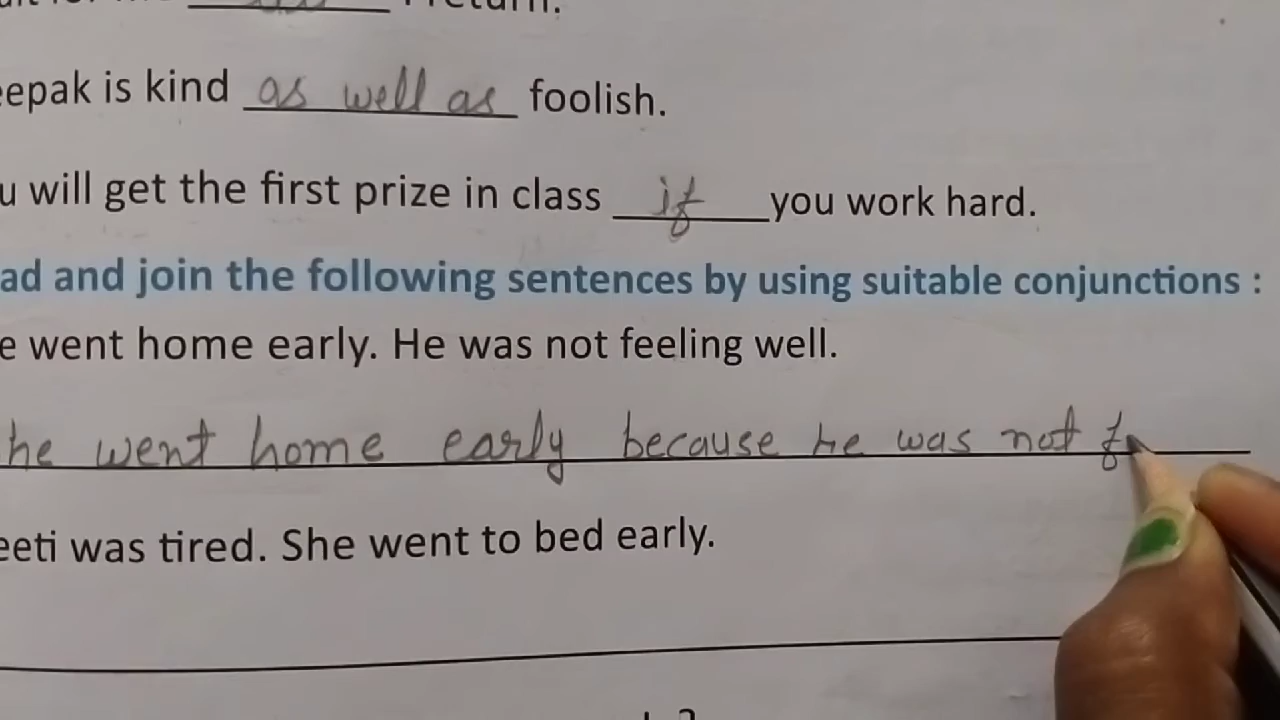 return.
epak is kind as well as foolish.
u will get the first prize in class if you work hard.
ad and join the following sentences by using suitable conjunctions :
e went home early. He was not feeling well.
he went home early because he was not f
eeti was tired. She went to bed early.